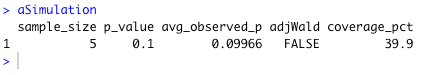 > aSimulation
  sample_size p_value avg_observed_p adjWald coverage_pct
1           5     0.1        0.09966   FALSE         39.9
>